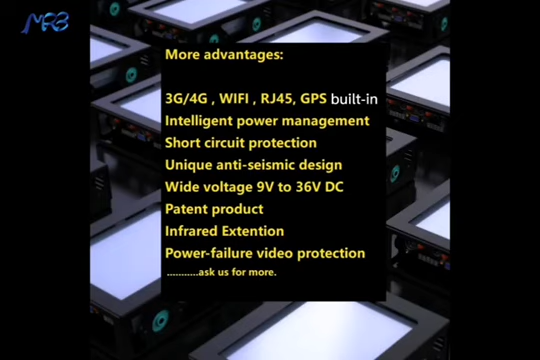 MRB
More advantages:
3G/4G , WIFI , RJ45, GPS built-in
Intelligent power management
Short circuit protection
Unique anti-seismic design
Wide voltage 9V to 36V DC
Patent product
Infrared Extention
Power-failure video protection
...........ask us for more.